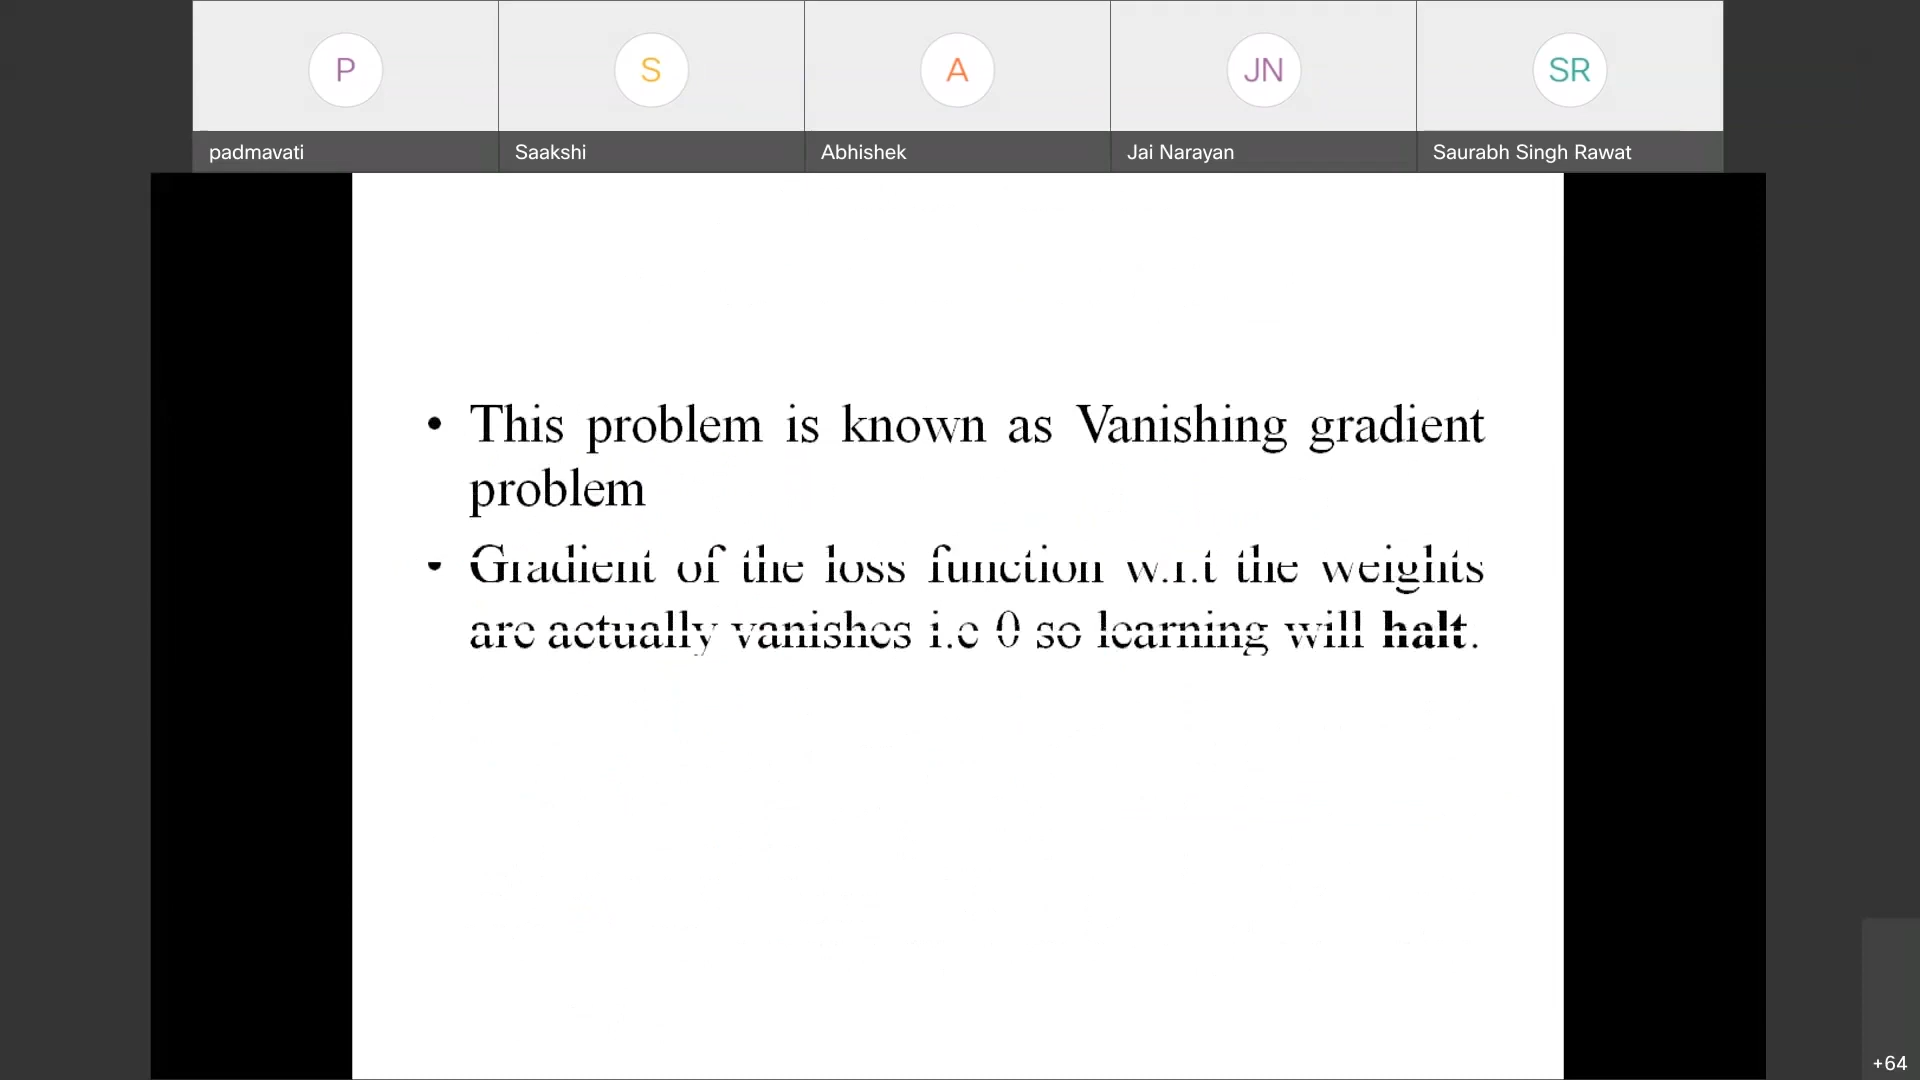 P S A JN SR
padmavati Saakshi Abhishek Jai Narayan Saurabh Singh Rawat
• This problem is known as Vanishing gradient
problem
• Gradient of the loss function w.r.t the weights
are actually vanishes i.e 0 so learning will halt.
+64